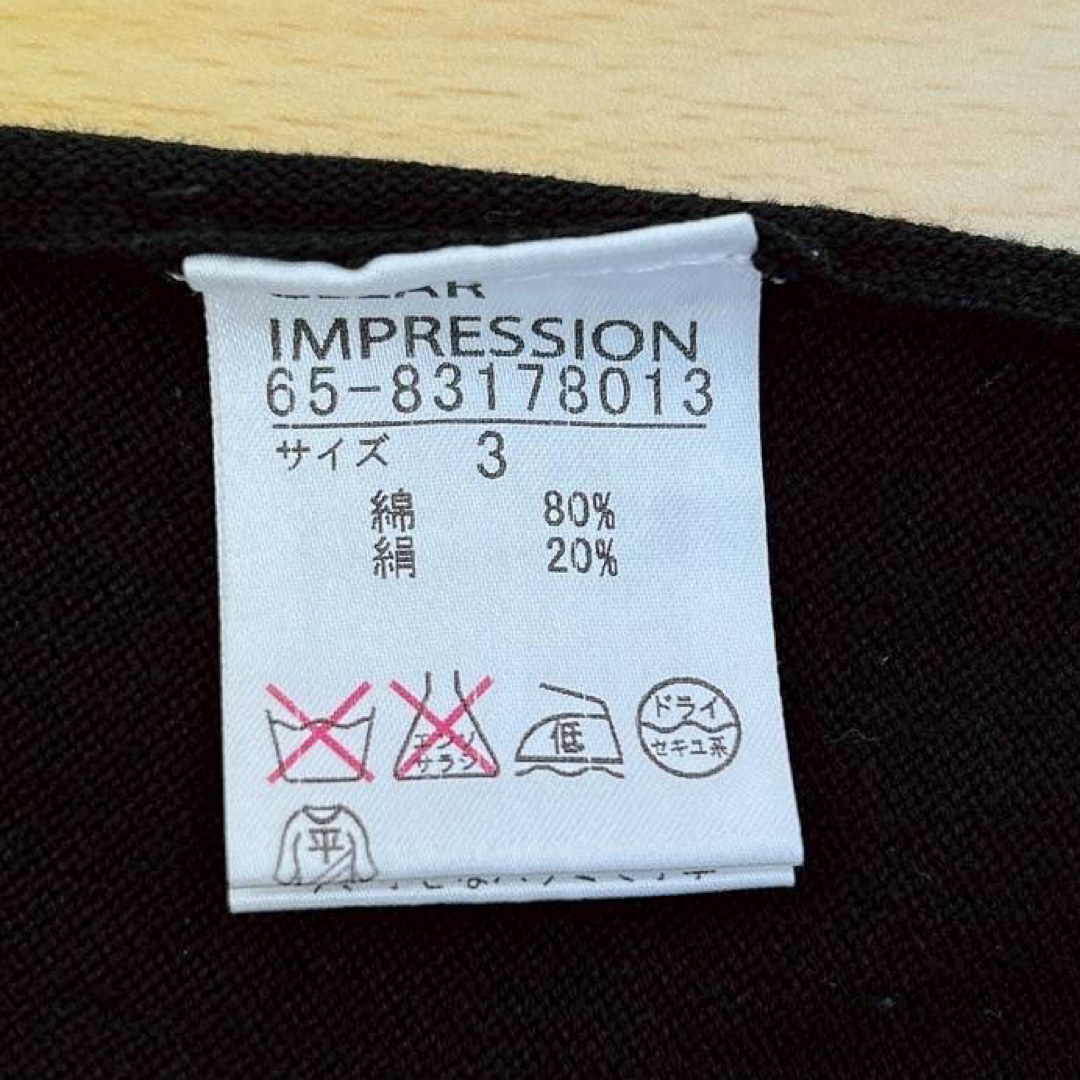 CLEAR
IMPRESSION
65-83178013
サイズ 3
綿 80%
絹 20%
エンソ
サラシ
低
ドライ
セキユ系
平